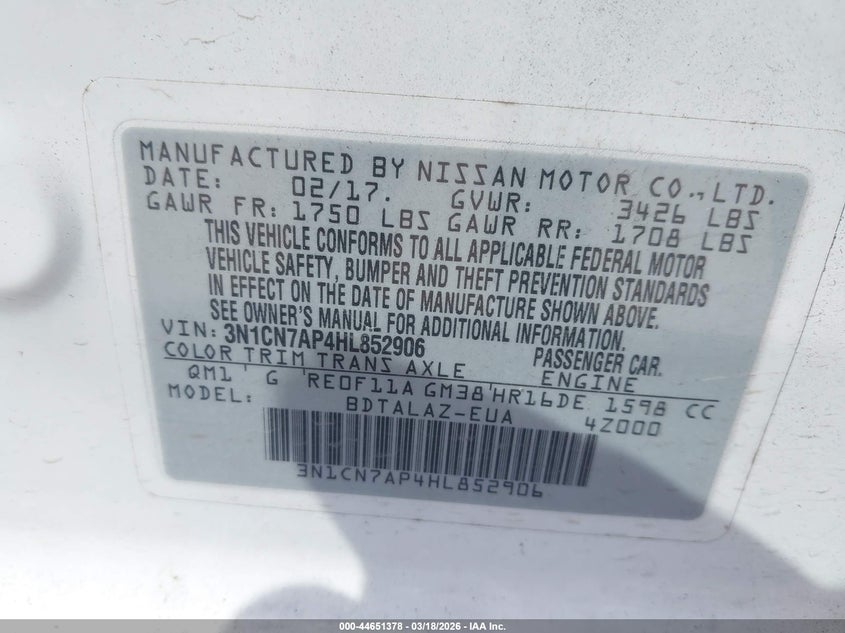 MANUFACTURED BY NISSAN MOTOR CO.,LTD.
DATE: 02/17. GVWR: 3426 LBS
GAWR FR: 1750 LBS GAWR RR: 1708 LBS
THIS VEHICLE CONFORMS TO ALL APPLICABLE FEDERAL MOTOR
VEHICLE SAFETY, BUMPER AND THEFT PREVENTION STANDARDS
IN EFFECT ON THE DATE OF MANUFACTURE SHOWN ABOVE.
SEE OWNER'S MANUAL FOR ADDITIONAL INFORMATION.
VIN: 3N1CN7AP4HL852906 PASSENGER CAR.
COLOR TRIM TRANS AXLE ENGINE
QM1 G RE0F11A GM38 HR16DE 1598 CC
MODEL: BDTALAZ-EUA 4Z000
3N1CN7AP4HL852906
000-44651378 | 03/18/2026 | IAA Inc.